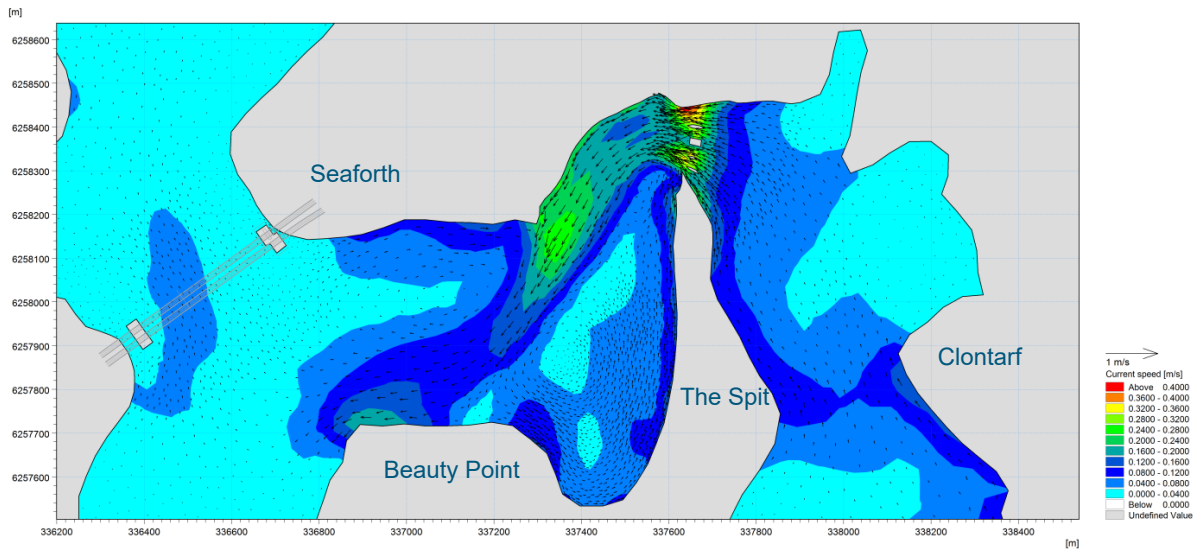 [m]
6258600
6258500
6258400
6258300
6258200
6258100
6258000
6257900
6257800
6257700
6257600
Seaforth
Clontarf
The Spit
Beauty Point
1 m/s
Current speed [m/s]
Above 0.4000
0.3600 - 0.4000
0.3200 - 0.3600
0.2800 - 0.3200
0.2400 - 0.2800
0.2000 - 0.2400
0.1600 - 0.2000
0.1200 - 0.1600
0.0800 - 0.1200
0.0400 - 0.0800
0.0000 - 0.0400
Below 0.0000
Undefined Value
336200 336400 336600 336800 337000 337200 337400 337600 337800 338000 338200 338400
[m]